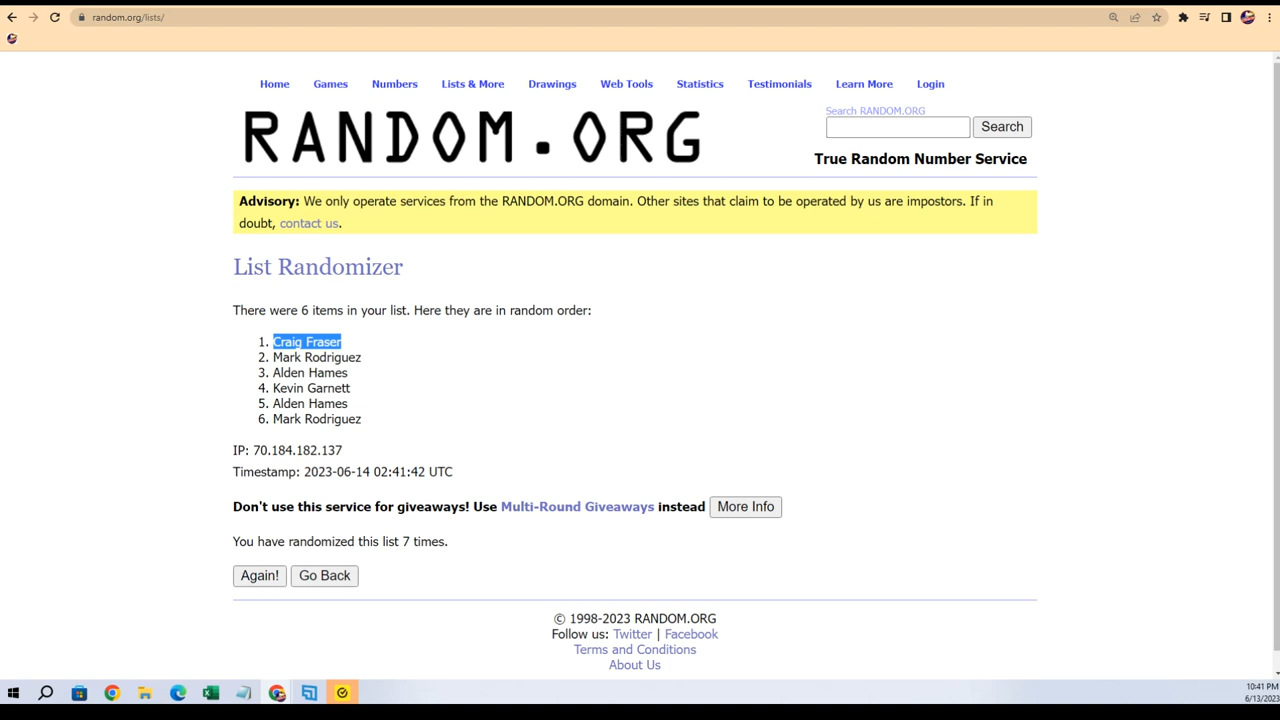 random.org/lists/
Home Games Numbers Lists & More Drawings Web Tools Statistics Testimonials Learn More Login
RANDOM.ORG
Search RANDOM.ORG
Search
True Random Number Service
Advisory: We only operate services from the RANDOM.ORG domain. Other sites that claim to be operated by us are impostors. If in
doubt, contact us.
List Randomizer
There were 6 items in your list. Here they are in random order:
1. Craig Fraser
2. Mark Rodriguez
3. Alden Hames
4. Kevin Garnett
5. Alden Hames
6. Mark Rodriguez
IP: 70.184.182.137
Timestamp: 2023-06-14 02:41:42 UTC
Don't use this service for giveaways! Use Multi-Round Giveaways instead More Info
You have randomized this list 7 times.
Again! Go Back
© 1998-2023 RANDOM.ORG
Follow us: Twitter | Facebook
Terms and Conditions
About Us
10:41 PM
6/13/2023